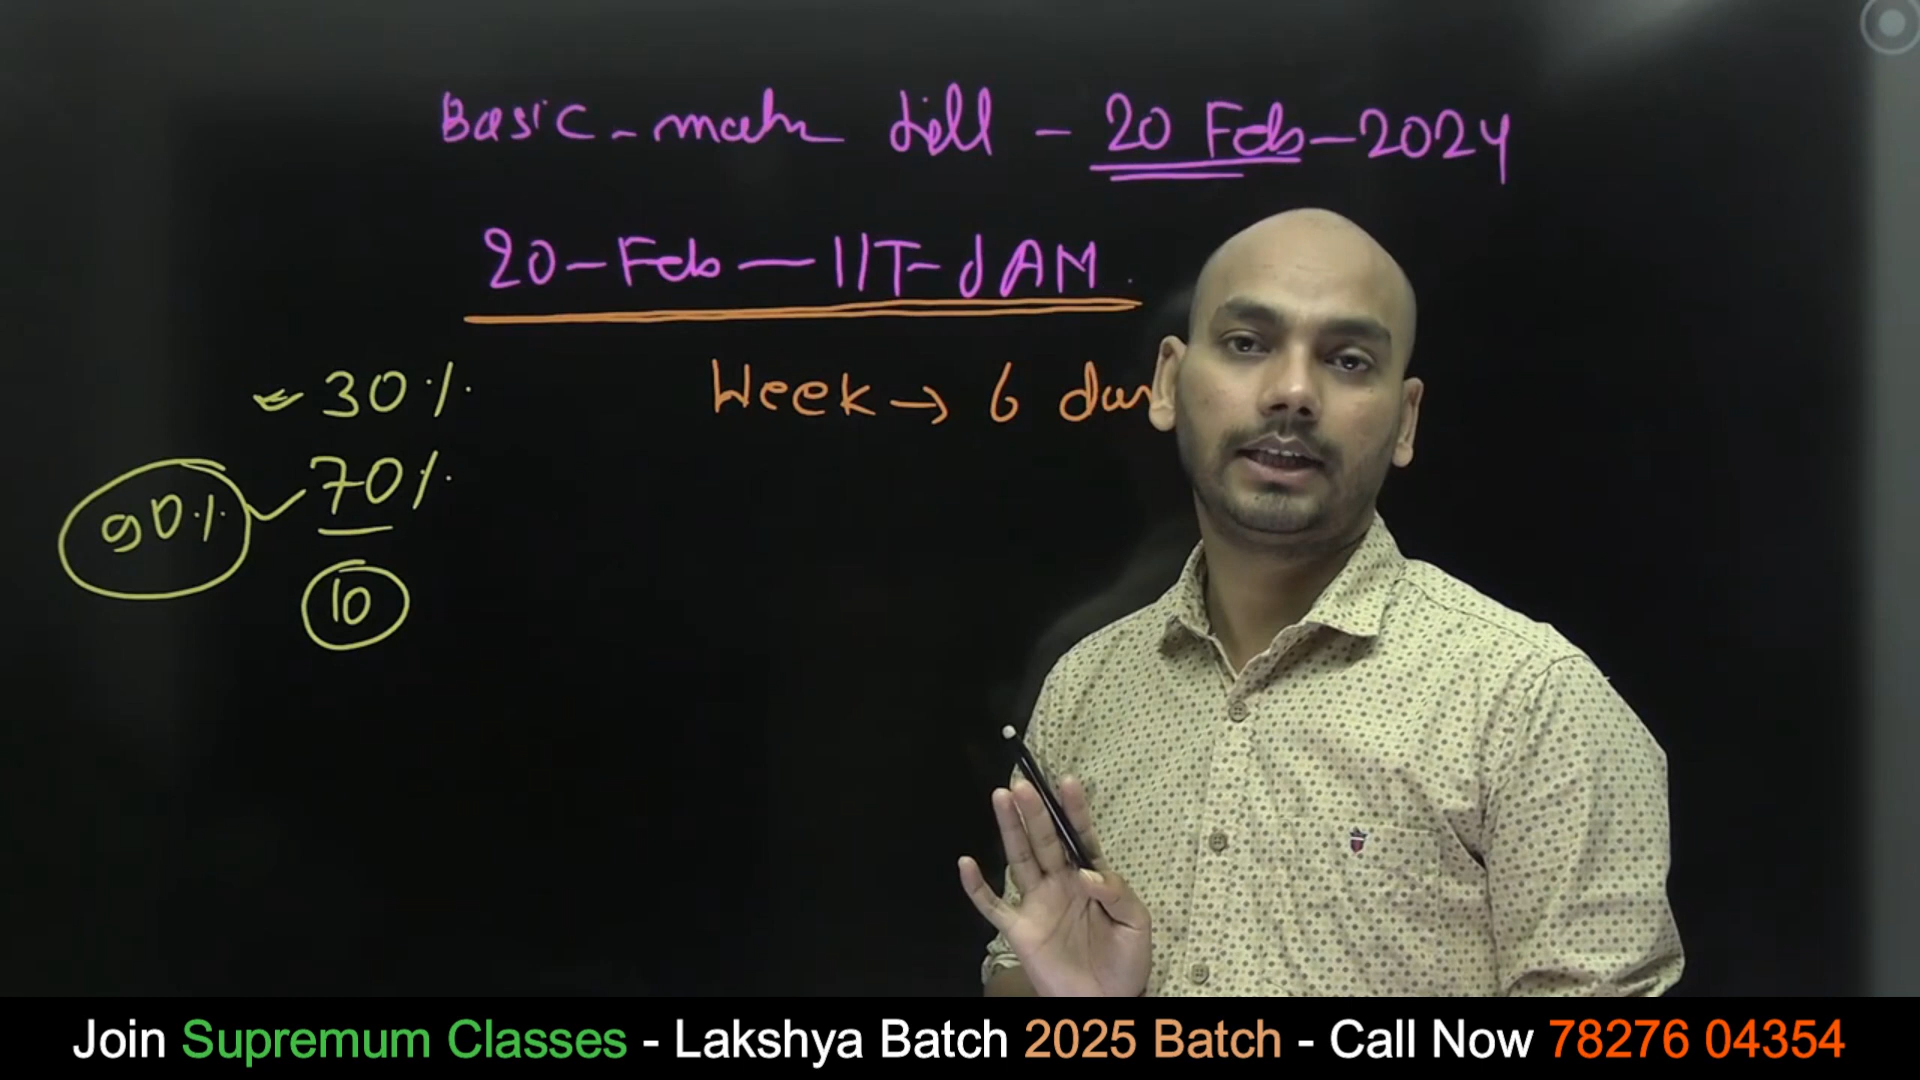 Basic - math till - 20 Feb - 2024
20 - Feb - IIT - JAM
30%
Week → 6
70%
90%
10
Join Supremum Classes - Lakshya Batch 2025 Batch - Call Now 78276 04354